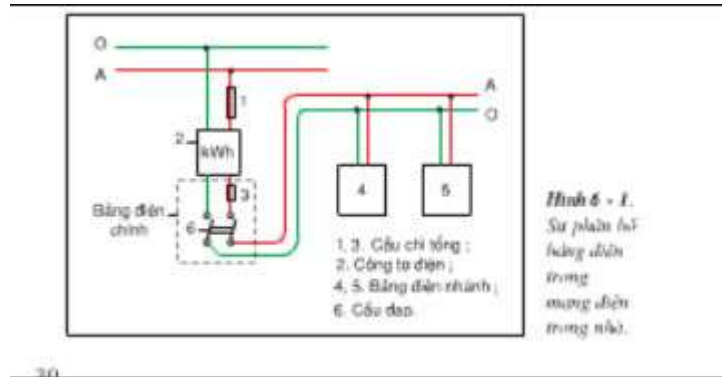 O
A
1
2
kWh
3
Bảng điện
chính
6
A
O
4
5
1, 3. Cầu chì tổng ;
2. Công tơ điện ;
4, 5. Bảng điện nhánh ;
6. Cầu dao.
Hình 6 - 1.
Sự phân bố
bảng điện
trong
mạng điện
trong nhà.
30